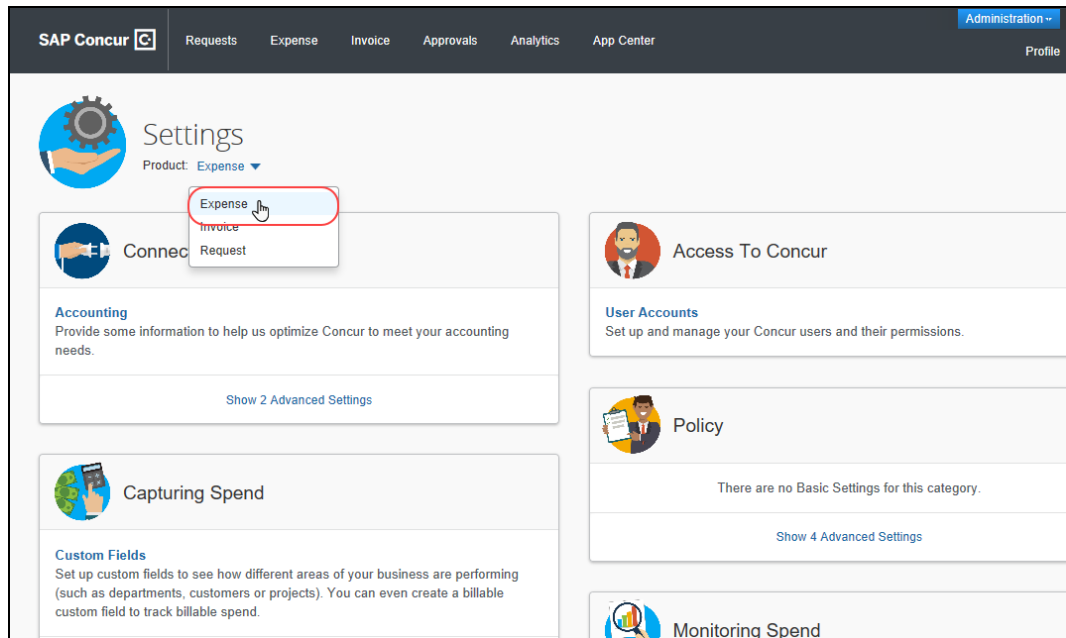 Administration
SAP Concur C Requests Expense Invoice Approvals Analytics App Center
Profile
Settings
Product: Expense
Expense
Invoice
Request
Connec
Accounting
Provide some information to help us optimize Concur to meet your accounting
needs.
Show 2 Advanced Settings
Capturing Spend
Custom Fields
Set up custom fields to see how different areas of your business are performing
(such as departments, customers or projects). You can even create a billable
custom field to track billable spend.
Access To Concur
User Accounts
Set up and manage your Concur users and their permissions.
Policy
There are no Basic Settings for this category.
Show 4 Advanced Settings
Monitoring Spend